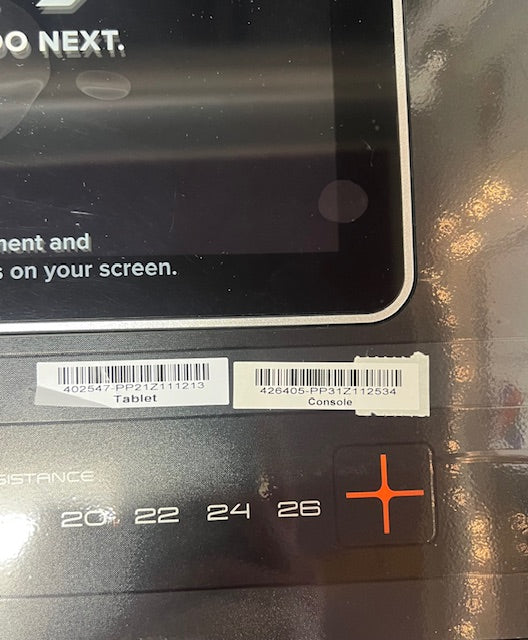 DO NEXT.
ment and
s on your screen.
402547-PP21Z111213
Tablet
426405-PP31Z112534
Console
SISTANCE
20 22 24 26